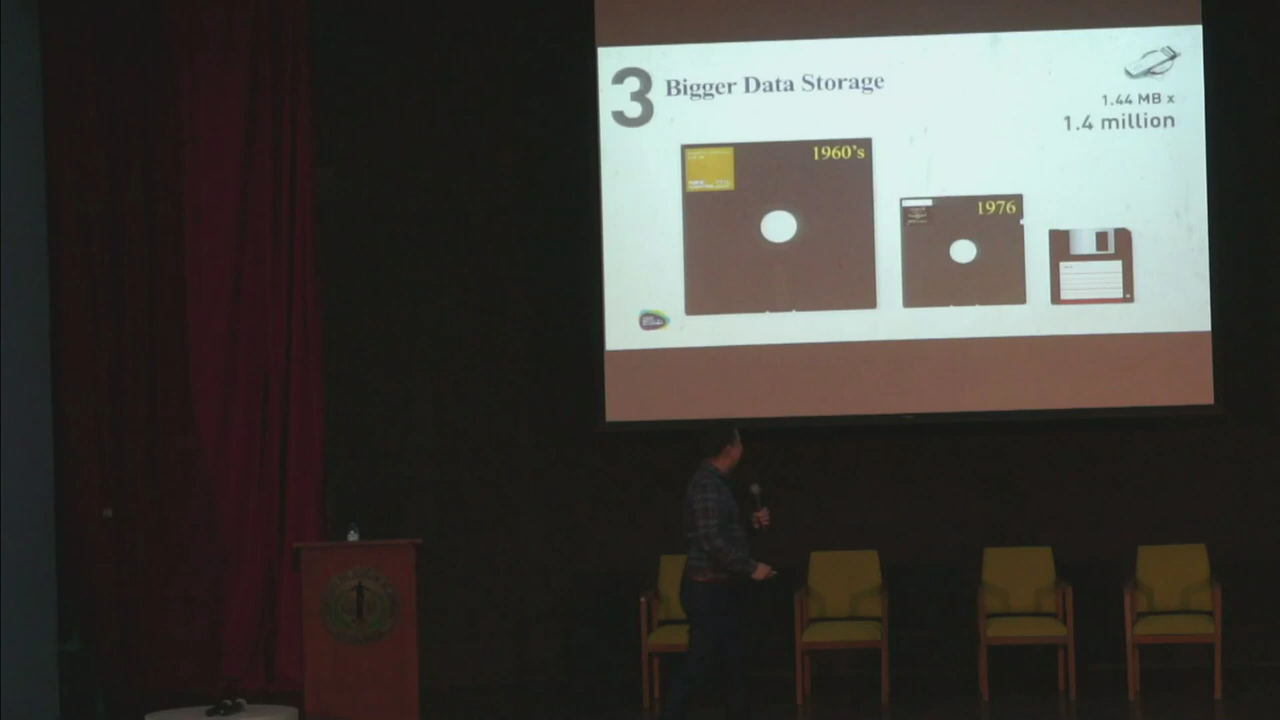 3 Bigger Data Storage
1.44 MB x
1.4 million
1960's
1976